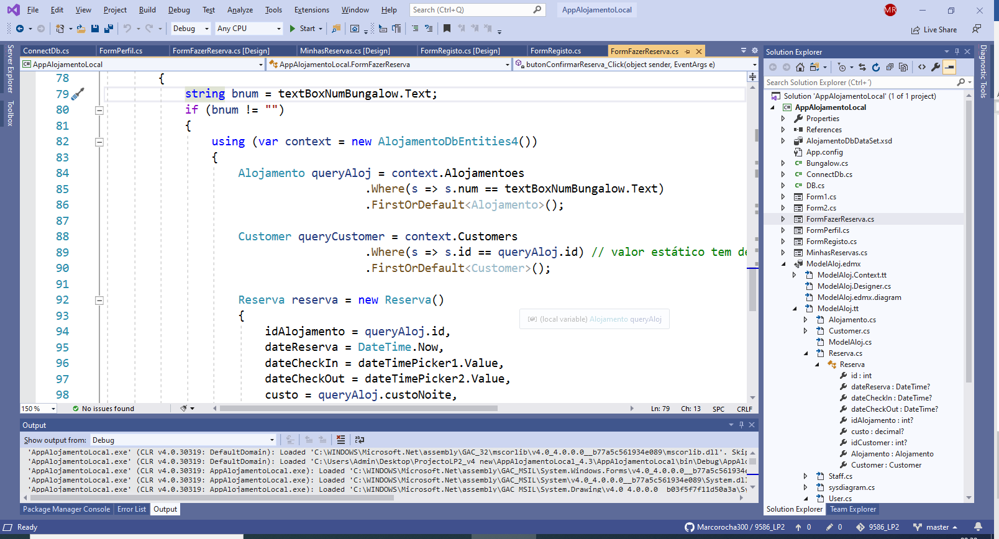 File Edit View Project Build Debug Test Analyze Tools Extensions Window Help Search (Ctrl+Q) AppAlojamentoLocal MR
Debug Any CPU Start Live Share
Server Explorer
Toolbox
ConnectDb.cs FormPerfil.cs FormFazerReserva.cs [Design] MinhasReservas.cs [Design] FormRegisto.cs [Design] FormRegisto.cs FormFazerReserva.cs
C# AppAlojamentoLocal AppAlojamentoLocal.FormFazerReserva butonConfirmarReserva_Click(object sender, EventArgs e)
78 {
79 string bnum = textBoxNumBungalow.Text;
80 if (bnum != "")
81 {
82 using (var context = new AlojamentoDbEntities4())
83 {
84 Alojamento queryAloj = context.Alojamentoes
85 .Where(s => s.num == textBoxNumBungalow.Text)
86 .FirstOrDefault<Alojamento>();
87
88 Customer queryCustomer = context.Customers
89 .Where(s => s.id == queryAloj.id) // valor estático tem de
90 .FirstOrDefault<Customer>();
91
92 Reserva reserva = new Reserva()
93 {
(local variable) Alojamento queryAloj
94 idAlojamento = queryAloj.id,
95 dateReserva = DateTime.Now,
96 dateCheckIn = dateTimePicker1.Value,
97 dateCheckOut = dateTimePicker2.Value,
98 custo = queryAloj.custoNoite,
150 % No issues found Ln: 79 Ch: 13 SPC CRLF
Output
Show output from: Debug
'AppAlojamentoLocal.exe' (CLR v4.0.30319: DefaultDomain): Loaded 'C:\WINDOWS\Microsoft.Net\assembly\GAC_32\mscorlib\v4.0_4.0.0.0__b77a5c561934e089\mscorlib.dll'. Skip
'AppAlojamentoLocal.exe' (CLR v4.0.30319: DefaultDomain): Loaded 'C:\Users\Admin\Desktop\ProjectoLP2_v4 new\AppAlojamentoLocal_4.3\AppAlojamentoLocal\bin\Debug\AppAlo
'AppAlojamentoLocal.exe' (CLR v4.0.30319: AppAlojamentoLocal.exe): Loaded 'C:\WINDOWS\Microsoft.Net\assembly\GAC_MSIL\System.Windows.Forms\v4.0_4.0.0.0__b77a5c561934e
'AppAlojamentoLocal.exe' (CLR v4.0.30319: AppAlojamentoLocal.exe): Loaded 'C:\WINDOWS\Microsoft.Net\assembly\GAC_MSIL\System\v4.0_4.0.0.0__b77a5c561934e089\System.dll
'AppAlojamentoLocal.exe' (CLR v4.0.30319: AppAlojamentoLocal.exe): Loaded 'C:\WINDOWS\Microsoft.Net\assembly\GAC_MSIL\System.Drawing\v4.0_4.0.0.0__b03f5f7f11d50a3a\Sy
Package Manager Console Error List Output
Solution Explorer
Search Solution Explorer (Ctrl+´)
Solution 'AppAlojamentoLocal' (1 of 1 project)
C# AppAlojamentoLocal
Properties
References
AlojamentoDbDataSet.xsd
App.config
C# Bungalow.cs
C# ConnectDb.cs
C# DB.cs
Form1.cs
Form2.cs
FormFazerReserva.cs
FormPerfil.cs
FormRegisto.cs
MinhasReservas.cs
ModelAloj.edmx
ModelAloj.Context.tt
ModelAloj.Designer.cs
ModelAloj.edmx.diagram
ModelAloj.tt
Alojamento.cs
Customer.cs
ModelAloj.cs
Reserva.cs
Reserva
id : int
dateReserva : DateTime?
dateCheckIn : DateTime?
dateCheckOut : DateTime?
idAlojamento : int?
custo : decimal?
idCustomer : int?
Alojamento : Alojamento
Customer : Customer
Staff.cs
sysdiagram.cs
User.cs
Solution Explorer Team Explorer
Diagnostic Tools
Ready Marcorocha300 / 9586_LP2 0 0 9586_LP2 master